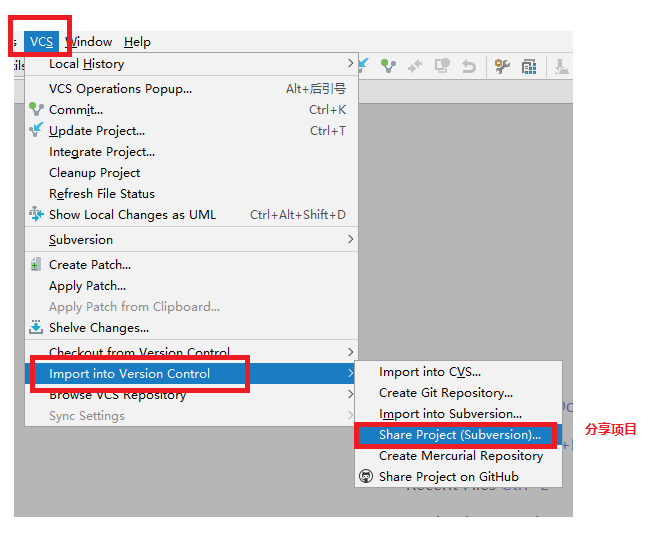 VCS Window Help
Local History
VCS Operations Popup... Alt+后引号
Commit... Ctrl+K
Update Project... Ctrl+T
Integrate Project...
Cleanup Project
Refresh File Status
Show Local Changes as UML Ctrl+Alt+Shift+D
Subversion
Create Patch...
Apply Patch...
Apply Patch from Clipboard...
Shelve Changes...
Checkout from Version Control
Import into Version Control
Browse VCS Repository
Sync Settings
Import into CVS...
Create Git Repository...
Import into Subversion...
Share Project (Subversion)...
分享项目
Create Mercurial Repository
Share Project on GitHub